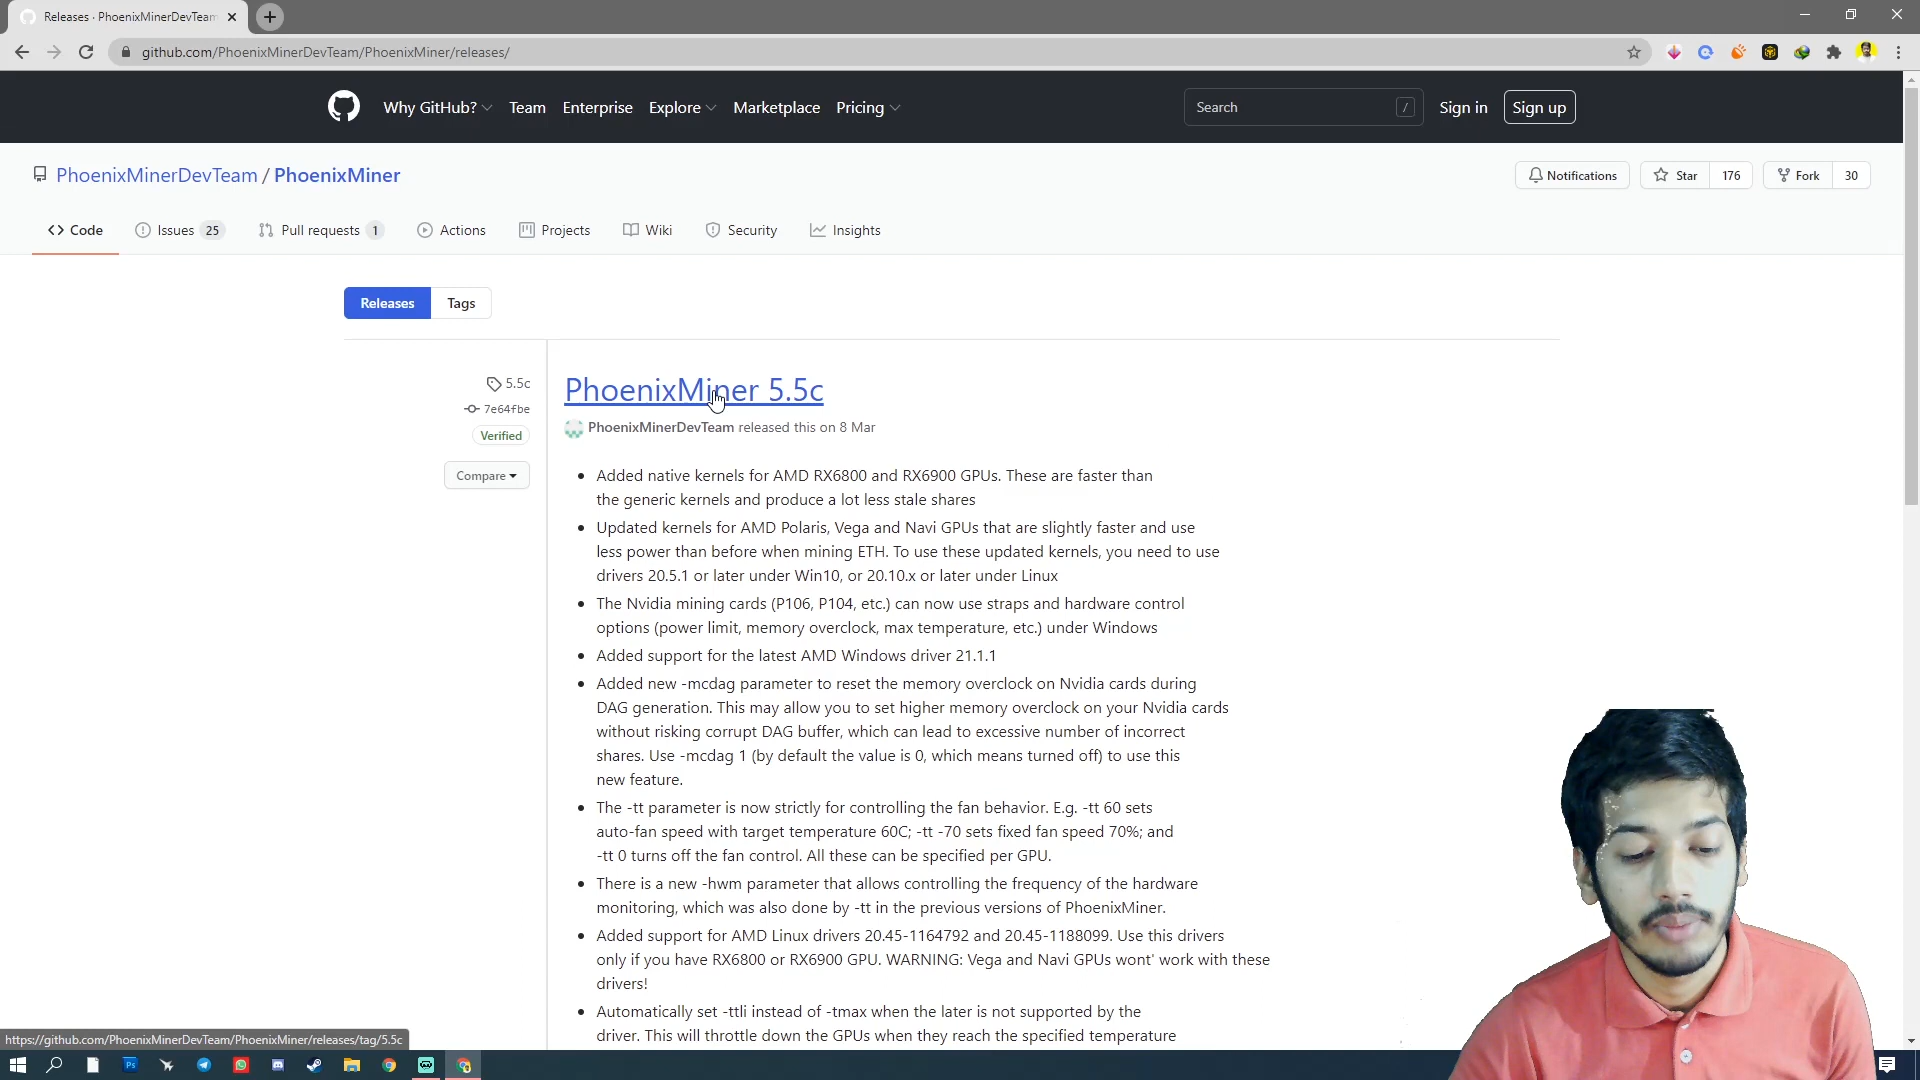 Releases · PhoenixMinerDevTeam
github.com/PhoenixMinerDevTeam/PhoenixMiner/releases/
Why GitHub? Team Enterprise Explore Marketplace Pricing Search / Sign in Sign up
PhoenixMinerDevTeam / PhoenixMiner Notifications Star 176 Fork 30
<> Code Issues 25 Pull requests 1 Actions Projects Wiki Security Insights
Releases Tags
5.5c
7e64fbe
Verified
Compare
PhoenixMiner 5.5c
PhoenixMinerDevTeam released this on 8 Mar
• Added native kernels for AMD RX6800 and RX6900 GPUs. These are faster than
the generic kernels and produce a lot less stale shares
• Updated kernels for AMD Polaris, Vega and Navi GPUs that are slightly faster and use
less power than before when mining ETH. To use these updated kernels, you need to use
drivers 20.5.1 or later under Win10, or 20.10.x or later under Linux
• The Nvidia mining cards (P106, P104, etc.) can now use straps and hardware control
options (power limit, memory overclock, max temperature, etc.) under Windows
• Added support for the latest AMD Windows driver 21.1.1
• Added new -mcdag parameter to reset the memory overclock on Nvidia cards during
DAG generation. This may allow you to set higher memory overclock on your Nvidia cards
without risking corrupt DAG buffer, which can lead to excessive number of incorrect
shares. Use -mcdag 1 (by default the value is 0, which means turned off) to use this
new feature.
• The -tt parameter is now strictly for controlling the fan behavior. E.g. -tt 60 sets
auto-fan speed with target temperature 60C; -tt -70 sets fixed fan speed 70%; and
-tt 0 turns off the fan control. All these can be specified per GPU.
• There is a new -hwm parameter that allows controlling the frequency of the hardware
monitoring, which was also done by -tt in the previous versions of PhoenixMiner.
• Added support for AMD Linux drivers 20.45-1164792 and 20.45-1188099. Use this drivers
only if you have RX6800 or RX6900 GPU. WARNING: Vega and Navi GPUs wont' work with these
drivers!
• Automatically set -ttli instead of -tmax when the later is not supported by the
driver. This will throttle down the GPUs when they reach the specified temperature
https://github.com/PhoenixMinerDevTeam/PhoenixMiner/releases/tag/5.5c
Ps